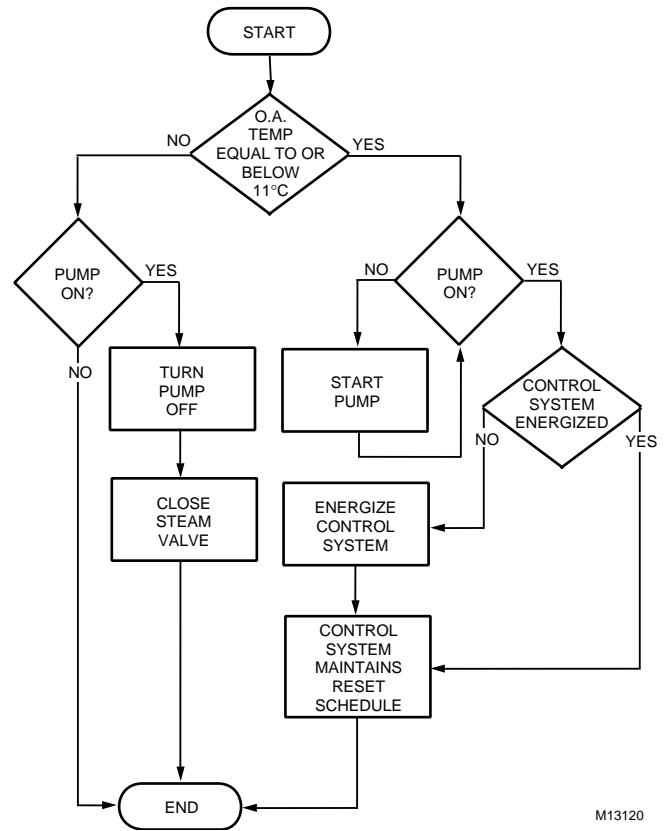 START
O.A.
TEMP
EQUAL TO OR
BELOW
11°C
NO
YES
PUMP
ON?
YES
NO
NO
PUMP
ON?
YES
TURN
PUMP
OFF
START
PUMP
CONTROL
SYSTEM
ENERGIZED
NO
YES
CLOSE
STEAM
VALVE
ENERGIZE
CONTROL
SYSTEM
CONTROL
SYSTEM
MAINTAINS
RESET
SCHEDULE
END
M13120